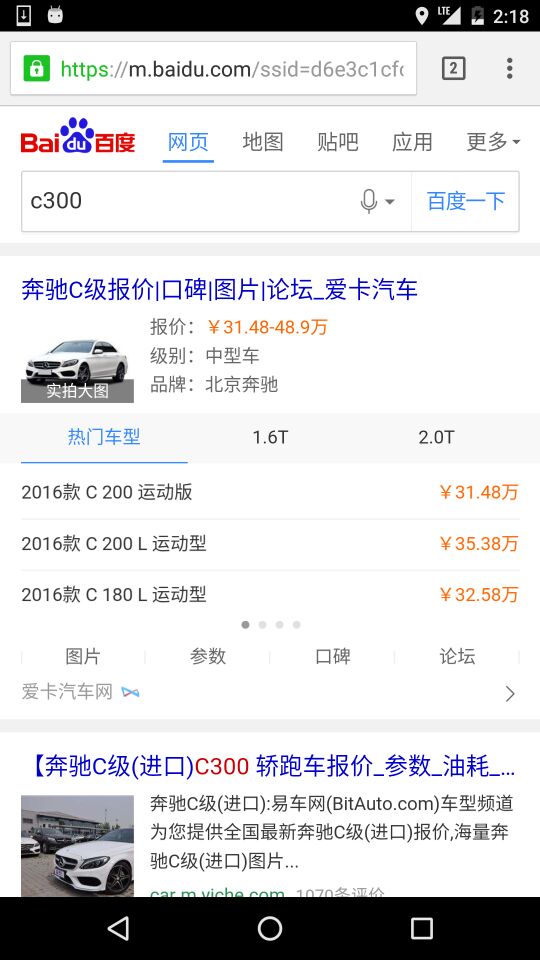 LTE 2:18
https://m.baidu.com/ssid=d6e3c1cfc
2
Bai du 百度
网页 地图 贴吧 应用 更多
c300 百度一下
奔驰C级报价|口碑|图片|论坛_爱卡汽车
实拍大图
报价：￥31.48-48.9万
级别：中型车
品牌：北京奔驰
热门车型 1.6T 2.0T
2016款 C 200 运动版 ￥31.48万
2016款 C 200 L 运动型 ￥35.38万
2016款 C 180 L 运动型 ￥32.58万
图片 参数 口碑 论坛
爱卡汽车网
【奔驰C级(进口)C300 轿跑车报价_参数_油耗_...
奔驰C级(进口):易车网(BitAuto.com)车型频道
为您提供全国最新奔驰C级(进口)报价,海量奔
驰C级(进口)图片...
car.m.yiche.com 1070条评价